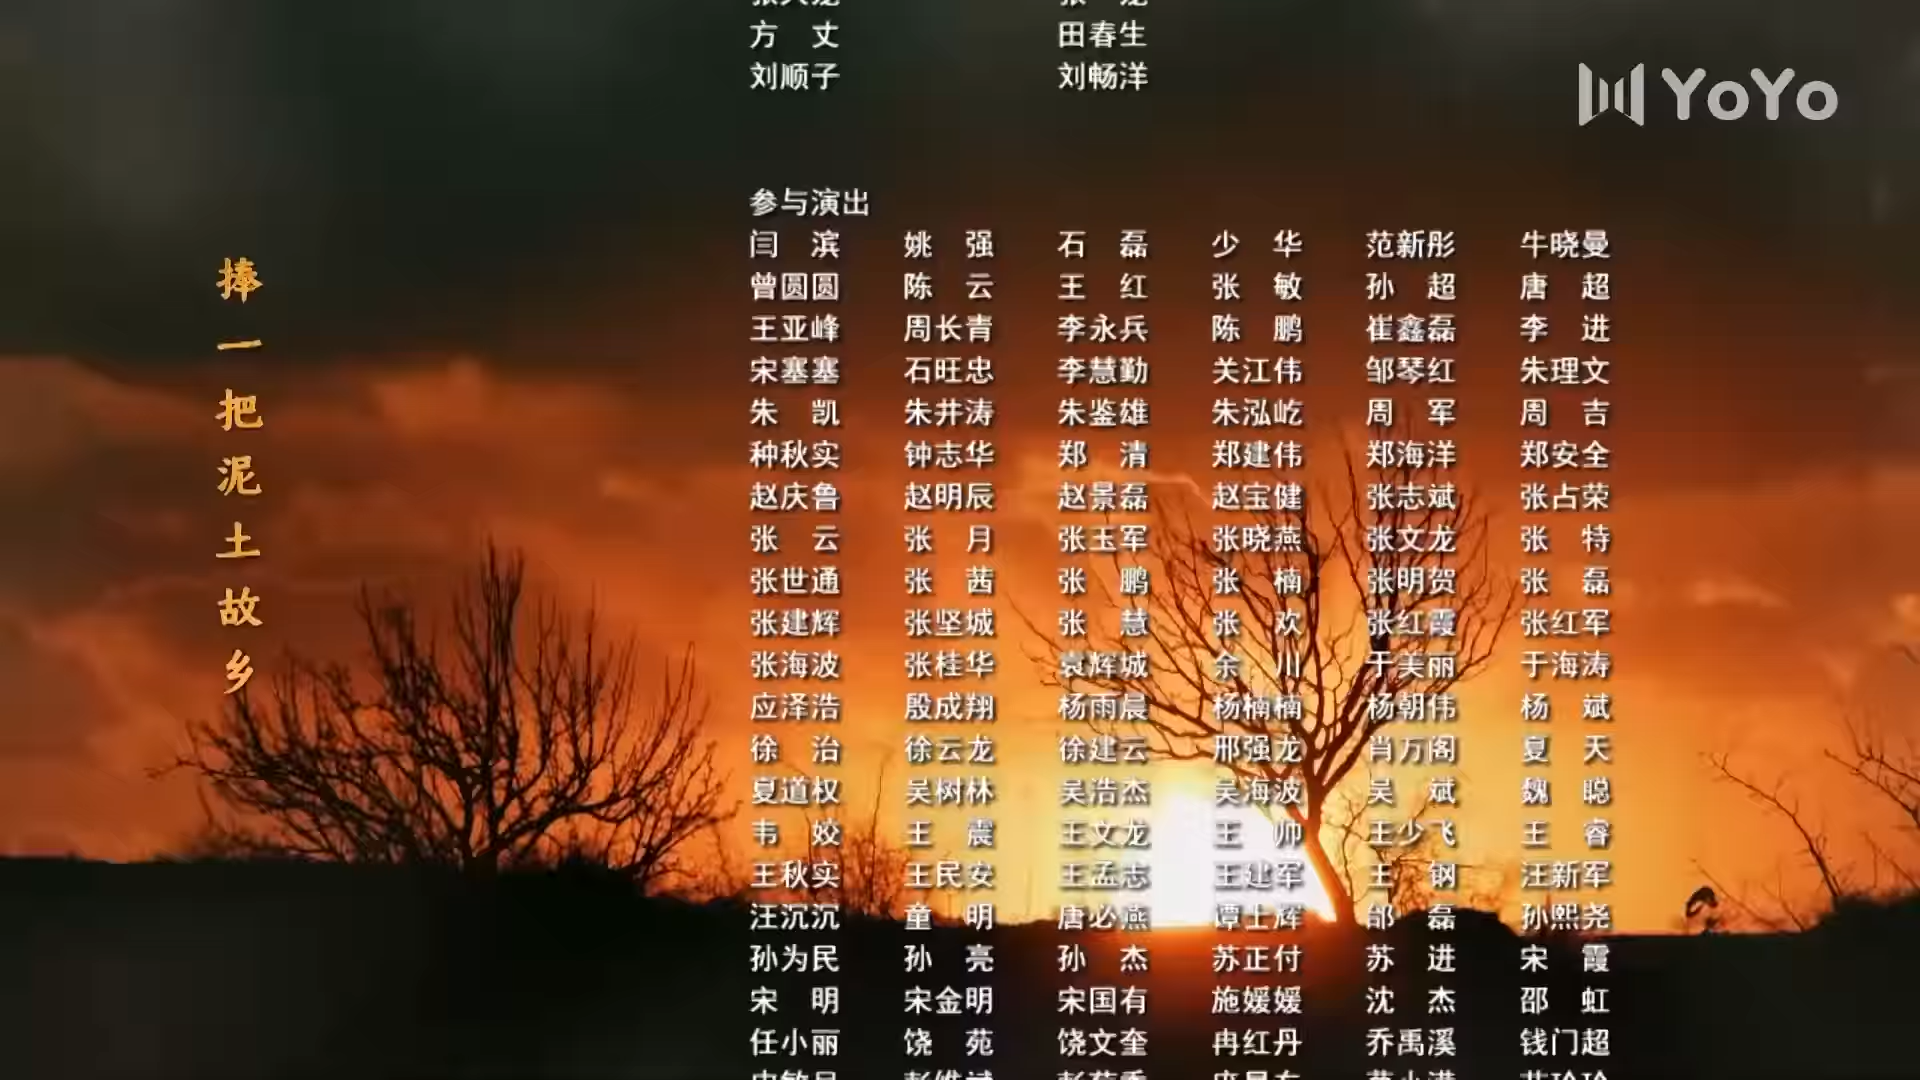 方 丈 田春生
刘顺子 刘畅洋
YoYo
参与演出
闫 滨 姚 强 石 磊 少 华 范新彤 牛晓曼
曾圆圆 陈 云 王 红 张 敏 孙 超 唐 超
王亚峰 周长青 李永兵 陈 鹏 崔鑫磊 李 进
宋塞塞 石旺忠 李慧勤 关江伟 邹琴红 朱理文
朱 凯 朱井涛 朱鉴雄 朱泓屹 周 军 周 吉
种秋实 钟志华 郑 清 郑建伟 郑海洋 郑安全
赵庆鲁 赵明辰 赵景磊 赵宝健 张志斌 张占荣
张 云 张 月 张玉军 张晓燕 张文龙 张 特
张世通 张 茜 张 鹏 张 楠 张明贺 张 磊
张建辉 张坚城 张 慧 张 欢 张红霞 张红军
张海波 张桂华 袁辉城 余 川 于美丽 于海涛
应泽浩 殷成翔 杨雨晨 杨楠楠 杨朝伟 杨 斌
徐 治 徐云龙 徐建云 邢强龙 肖万阁 夏 天
夏道权 吴树林 吴浩杰 吴海波 吴 斌 魏 聪
韦 姣 王 震 王文龙 王 帅 王少飞 王 睿
王秋实 王民安 王孟志 王建军 王 钢 汪新军
汪沉沉 童 明 唐必燕 谭上辉 邰 磊 孙熙尧
孙为民 孙 亮 孙 杰 苏正付 苏 进 宋 霞
宋 明 宋金明 宋国有 施媛媛 沈 杰 邵 虹
任小丽 饶 苑 饶文奎 冉红丹 乔禹溪 钱门超
捧一把泥土故乡